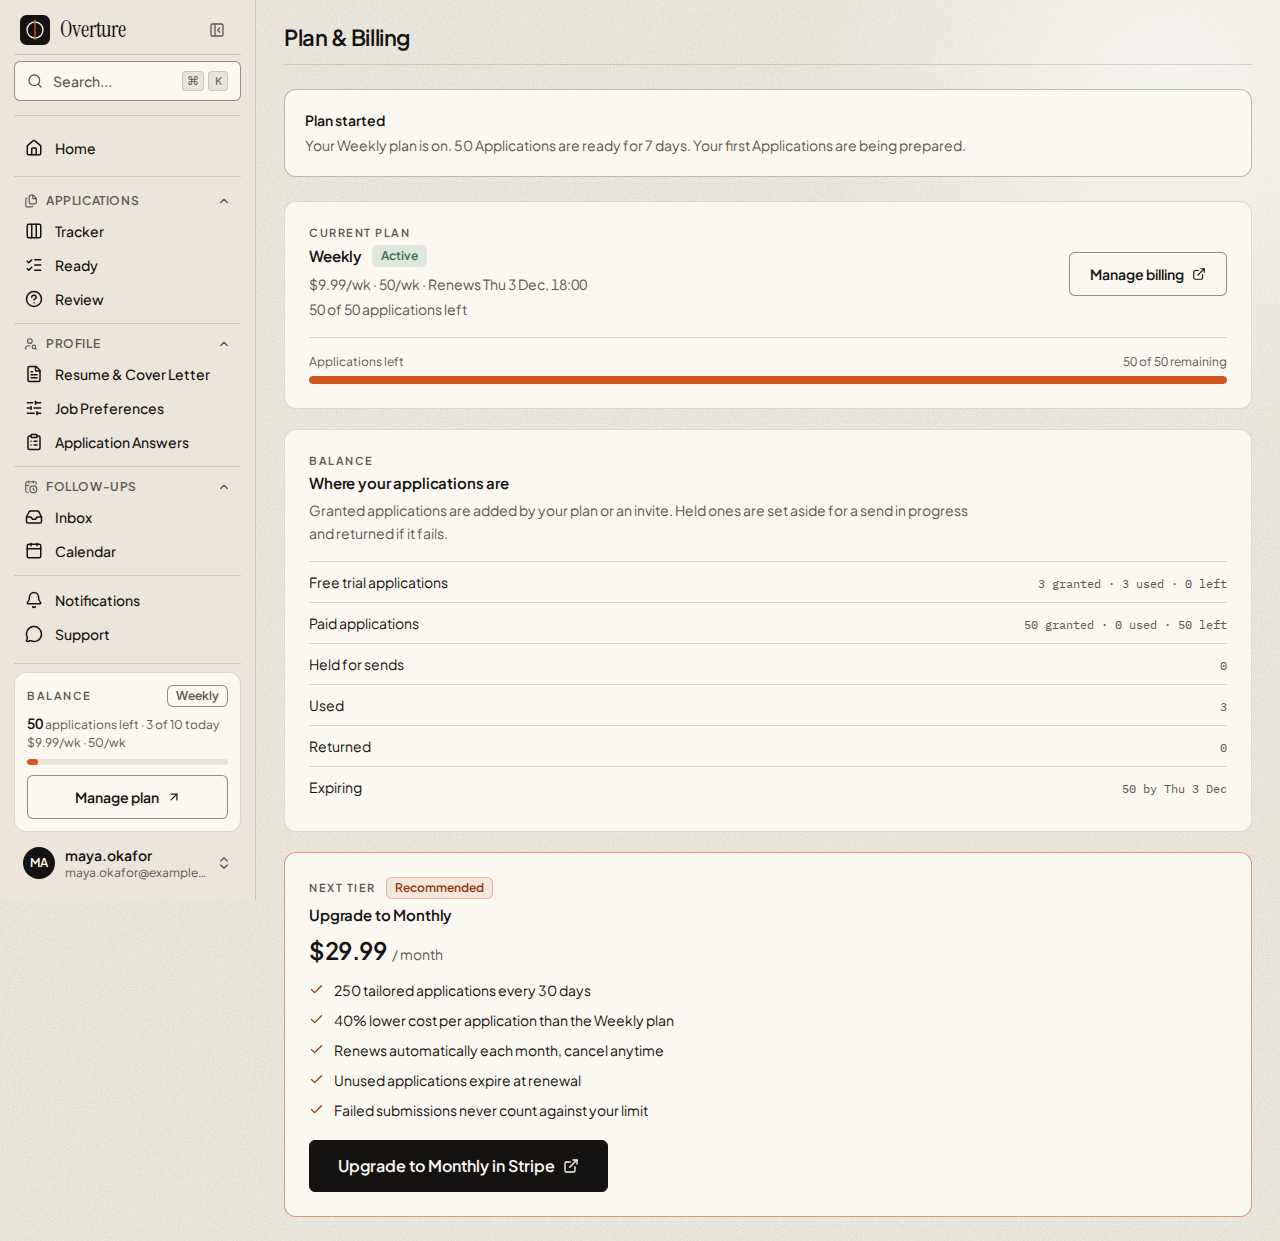 Overture
Search...
⌘ K
Home
APPLICATIONS
Tracker
Ready
Review
PROFILE
Resume & Cover Letter
Job Preferences
Application Answers
FOLLOW-UPS
Inbox
Calendar
Notifications
Support
BALANCE Weekly
50 applications left · 3 of 10 today
$9.99/wk · 50/wk
Manage plan
MA
maya.okafor
maya.okafor@example...
Plan & Billing
Plan started
Your Weekly plan is on. 50 Applications are ready for 7 days. Your first Applications are being prepared.
CURRENT PLAN
Weekly Active
$9.99/wk · 50/wk · Renews Thu 3 Dec, 18:00
50 of 50 applications left
Manage billing
Applications left 50 of 50 remaining
BALANCE
Where your applications are
Granted applications are added by your plan or an invite. Held ones are set aside for a send in progress
and returned if it fails.
Free trial applications 3 granted · 3 used · 0 left
Paid applications 50 granted · 0 used · 50 left
Held for sends 0
Used 3
Returned 0
Expiring 50 by Thu 3 Dec
NEXT TIER Recommended
Upgrade to Monthly
$29.99 / month
250 tailored applications every 30 days
40% lower cost per application than the Weekly plan
Renews automatically each month, cancel anytime
Unused applications expire at renewal
Failed submissions never count against your limit
Upgrade to Monthly in Stripe